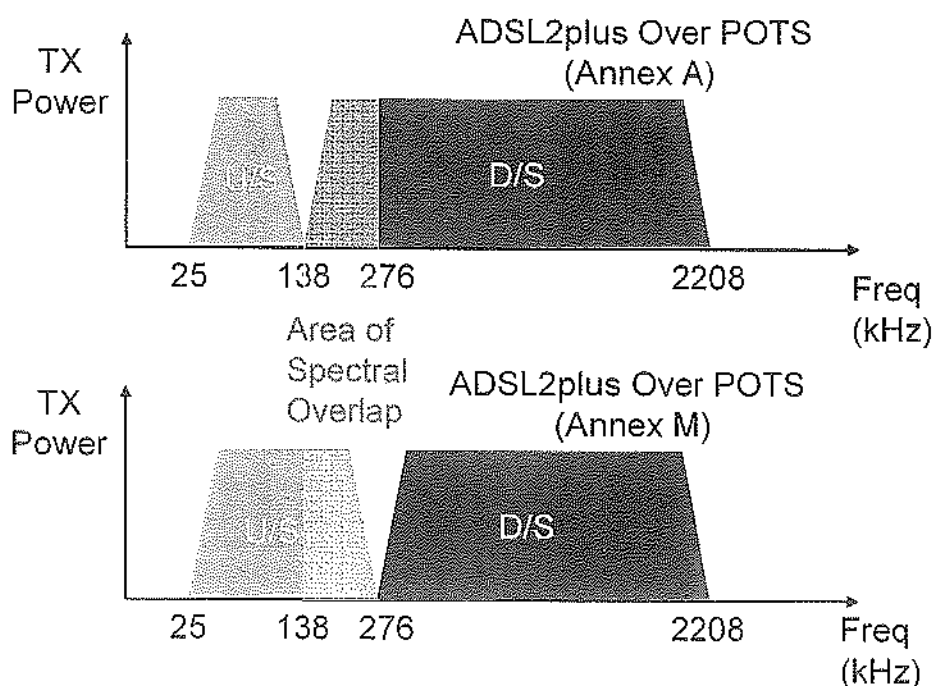 ADSL2plus Over POTS
(Annex A)
TX
Power
U/S
D/S
25
138
276
2208
Freq
(kHz)
Area of
Spectral
Overlap
ADSL2plus Over POTS
(Annex M)
TX
Power
U/S
D/S
25
138
276
2208
Freq
(kHz)